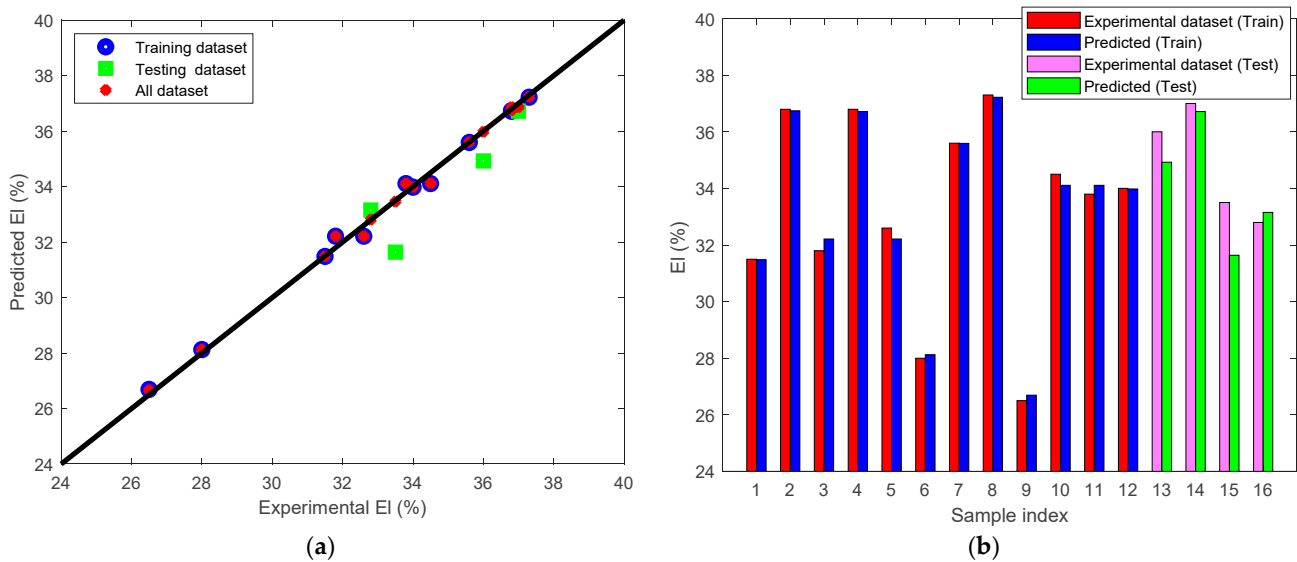 40
38
36
34
32
30
28
26
24
Predicted El (%)
Training dataset
Testing dataset
All dataset
24 26 28 30 32 34 36 38 40
Experimental El (%)
(a)
40
38
36
34
32
30
28
26
24
El (%)
Experimental dataset (Train)
Predicted (Train)
Experimental dataset (Test)
Predicted (Test)
1 2 3 4 5 6 7 8 9 10 11 12 13 14 15 16
Sample index
(b)